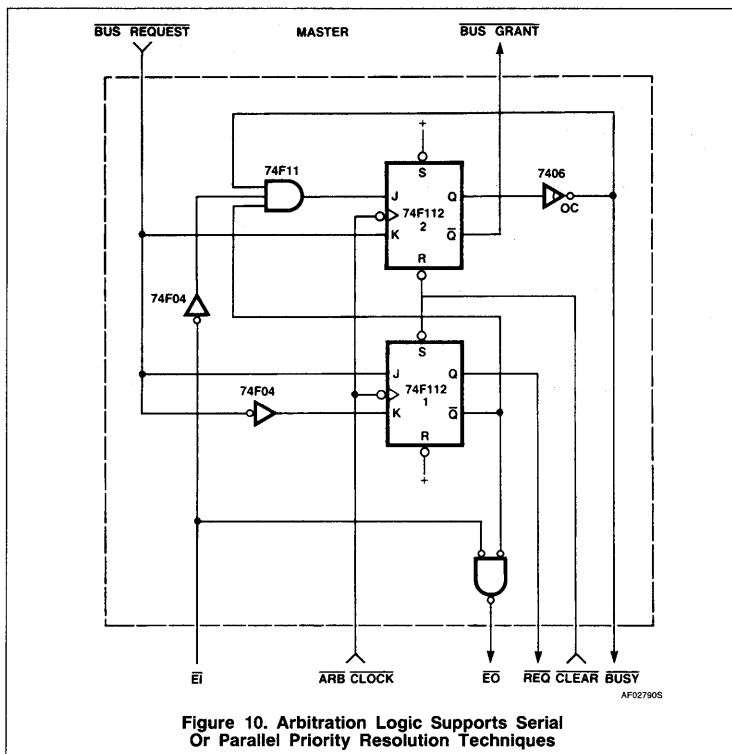 BUS REQUEST MASTER BUS GRANT
+
S
74F11
7406
J Q
OC
74F112
2
K Q
R
74F04
S
J Q
74F112
1
74F04
K Q
R
+
EI ARB CLOCK EO REQ CLEAR BUSY
AF02790S
Figure 10. Arbitration Logic Supports Serial
Or Parallel Priority Resolution Techniques